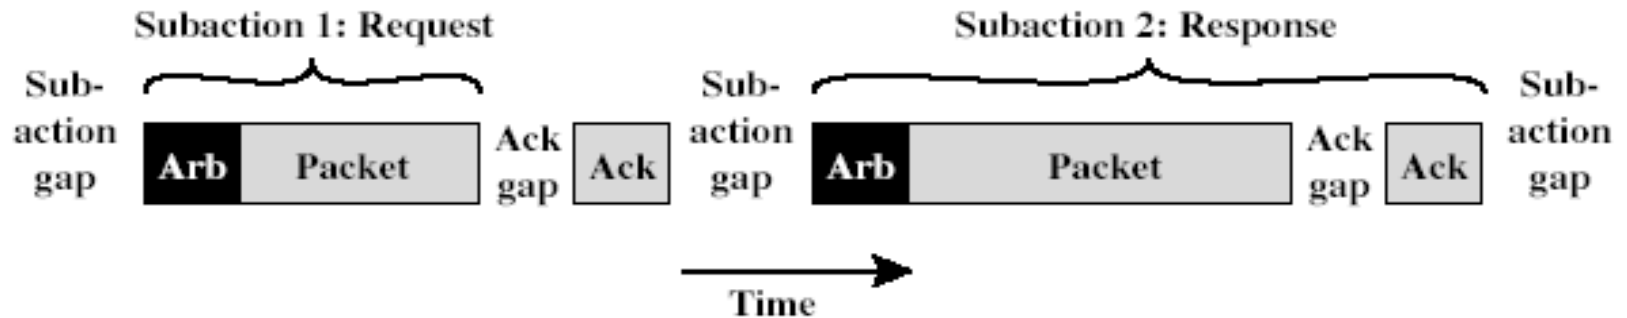 Subaction 1: Request
Subaction 2: Response
Sub-
action
gap
Arb
Packet
Ack
gap
Ack
Sub-
action
gap
Arb
Packet
Ack
gap
Ack
Sub-
action
gap
Time